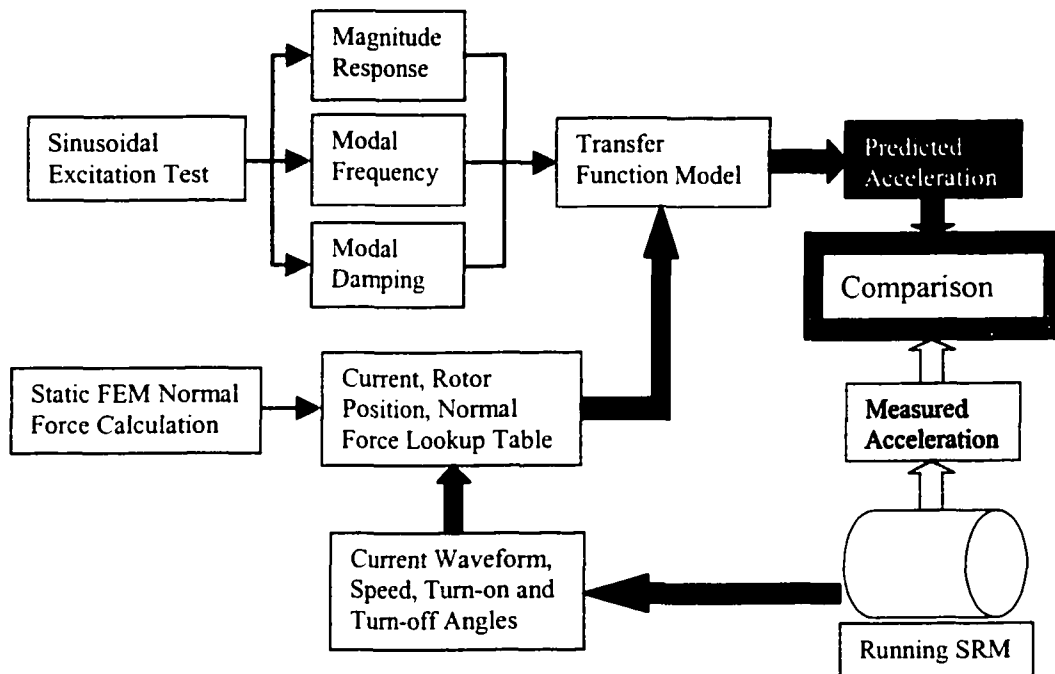 Magnitude
Response
Sinusoidal
Excitation Test
Modal
Frequency
Transfer
Function Model
Predicted
Acceleration
Modal
Damping
Comparison
Static FEM Normal
Force Calculation
Current, Rotor
Position, Normal
Force Lookup Table
Measured
Acceleration
Current Waveform,
Speed, Turn-on and
Turn-off Angles
Running SRM